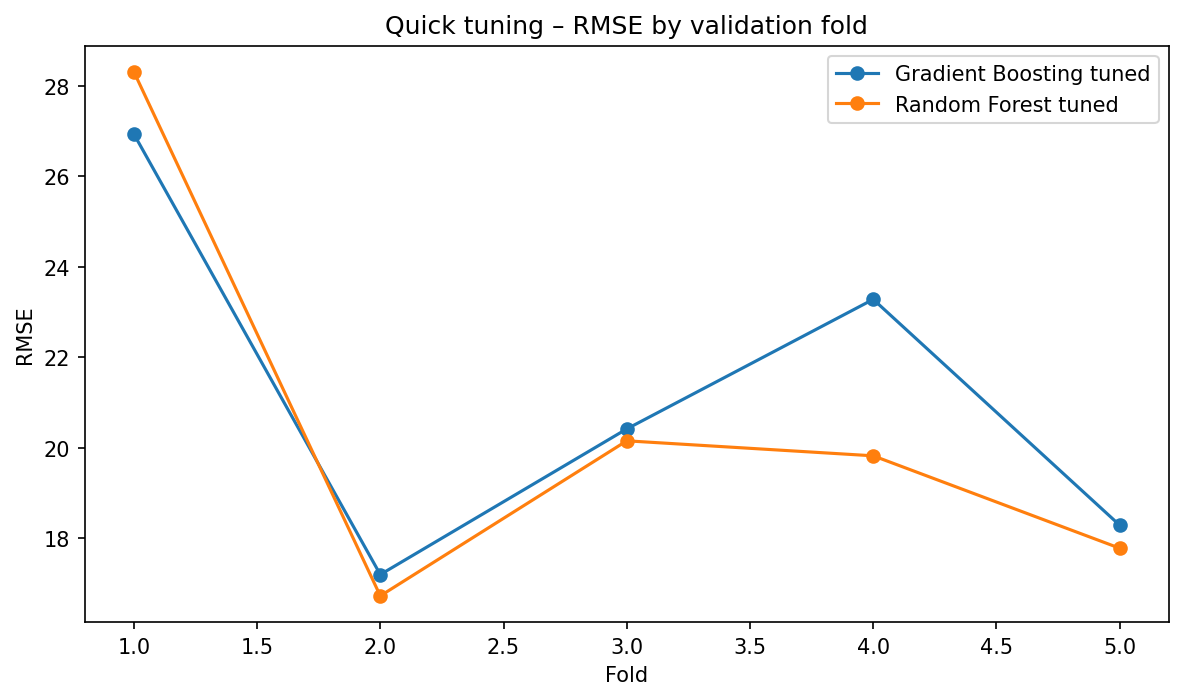 Quick tuning – RMSE by validation fold
Gradient Boosting tuned
Random Forest tuned
RMSE
28
26
24
22
20
18
1.0 1.5 2.0 2.5 3.0 3.5 4.0 4.5 5.0
Fold